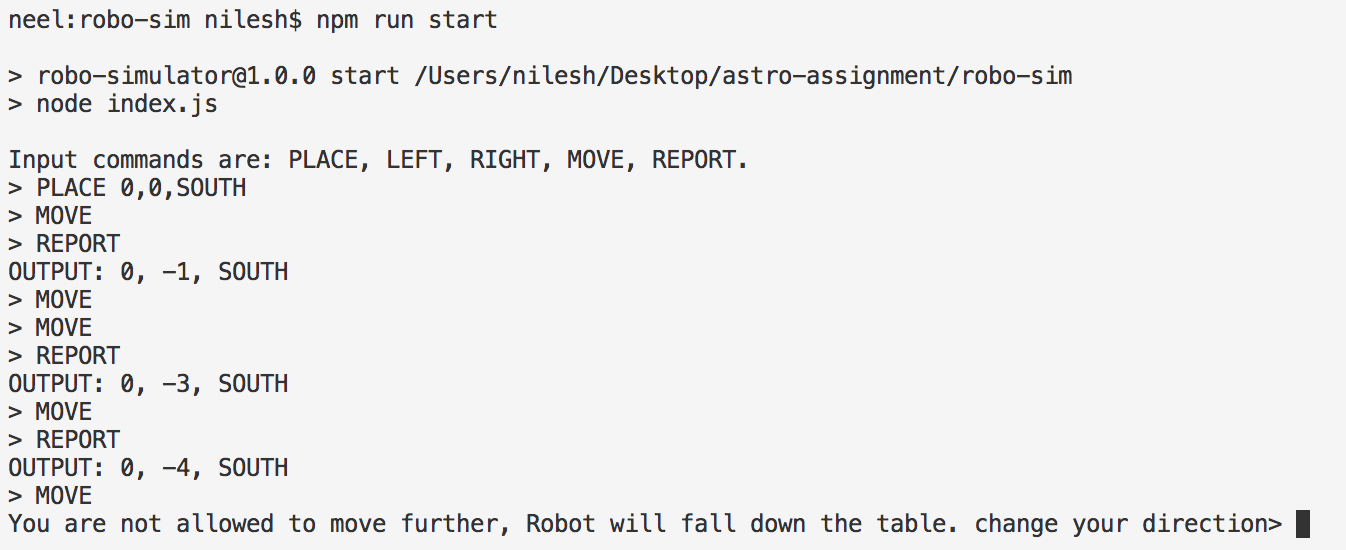 neel:robo-sim nilesh$ npm run start
> robo-simulator@1.0.0 start /Users/nilesh/Desktop/astro-assignment/robo-sim
> node index.js
Input commands are: PLACE, LEFT, RIGHT, MOVE, REPORT.
> PLACE 0,0,SOUTH
> MOVE
> REPORT
OUTPUT: 0, -1, SOUTH
> MOVE
> MOVE
> REPORT
OUTPUT: 0, -3, SOUTH
> MOVE
> REPORT
OUTPUT: 0, -4, SOUTH
> MOVE
You are not allowed to move further, Robot will fall down the table. change your direction>